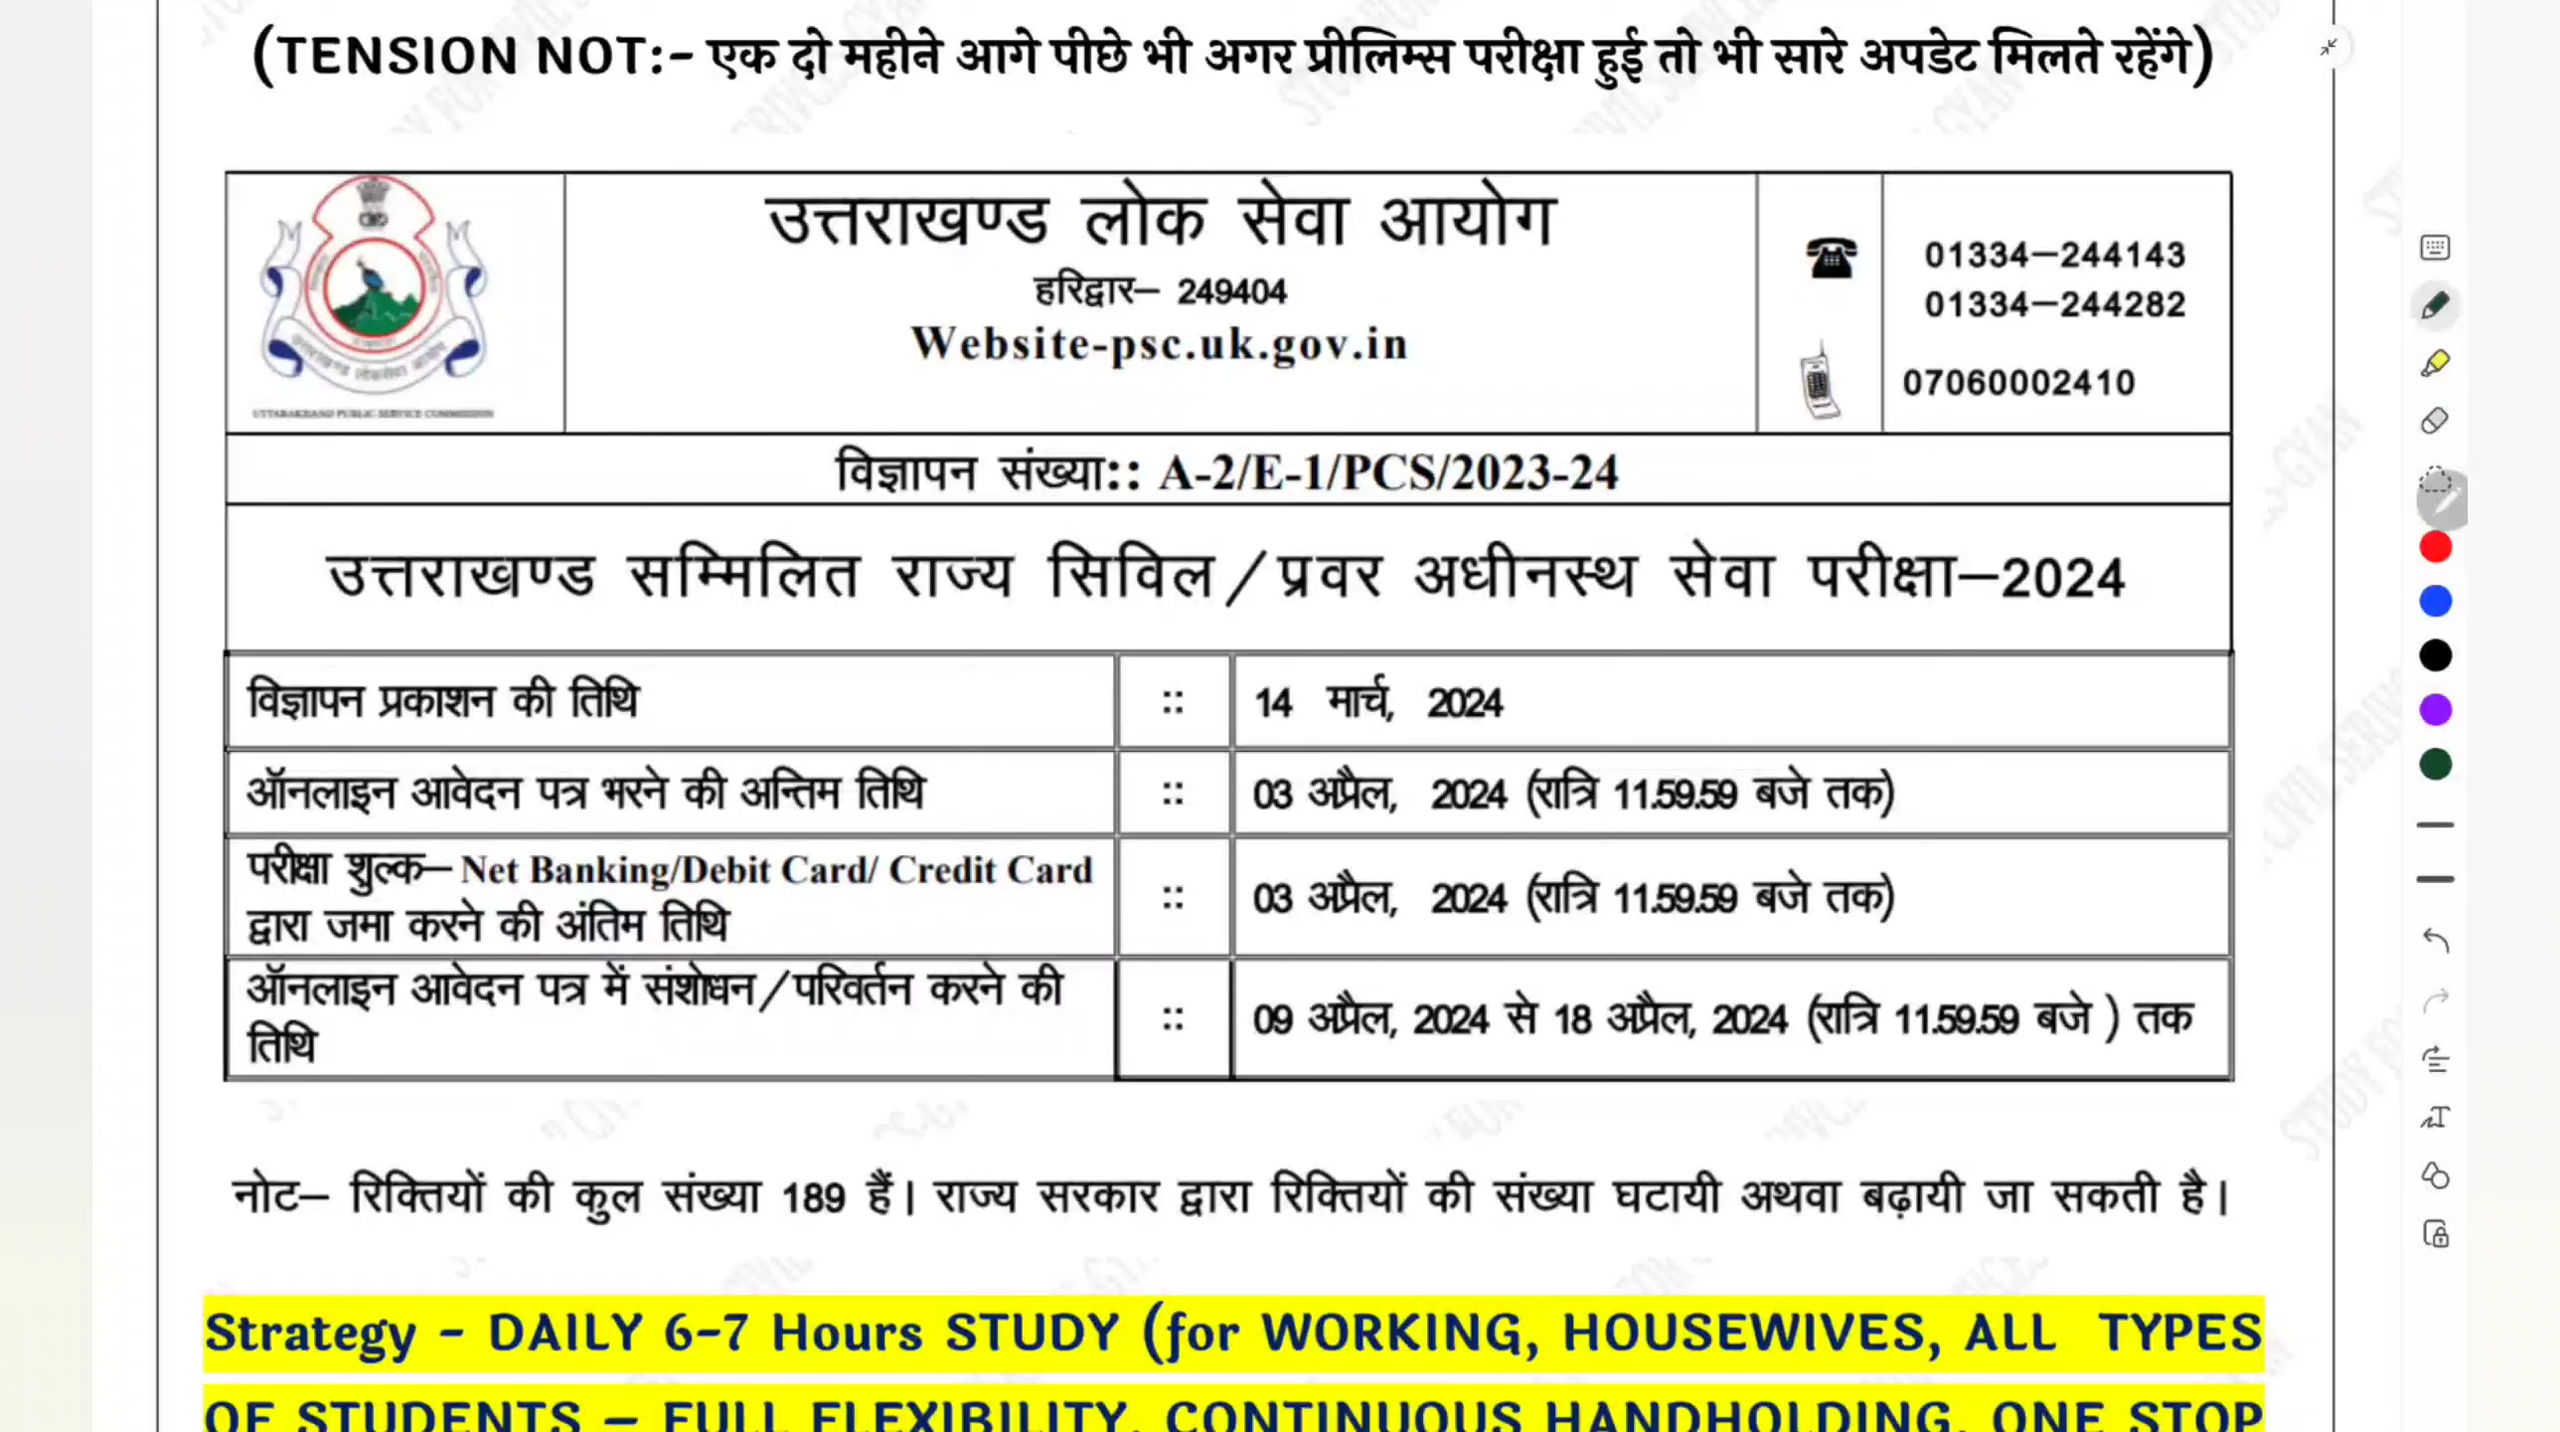 (TENSION NOT:- एक दो महीने आगे पीछे भी अगर प्रीलिम्स परीक्षा हुई तो भी सारे अपडेट मिलते रहेंगे)
उत्तराखण्ड लोक सेवा आयोग
हरिद्वार– 249404
Website-psc.uk.gov.in
01334–244143
01334–244282
07060002410
UTTARAKHAND PUBLIC SERVICE COMMISSION
विज्ञापन संख्या:: A-2/E-1/PCS/2023-24
उत्तराखण्ड सम्मिलित राज्य सिविल/प्रवर अधीनस्थ सेवा परीक्षा–2024
विज्ञापन प्रकाशन की तिथि :: 14 मार्च, 2024
ऑनलाइन आवेदन पत्र भरने की अन्तिम तिथि :: 03 अप्रैल, 2024 (रात्रि 11.59.59 बजे तक)
परीक्षा शुल्क– Net Banking/Debit Card/ Credit Card
द्वारा जमा करने की अंतिम तिथि :: 03 अप्रैल, 2024 (रात्रि 11.59.59 बजे तक)
ऑनलाइन आवेदन पत्र में संशोधन/परिवर्तन करने की
तिथि :: 09 अप्रैल, 2024 से 18 अप्रैल, 2024 (रात्रि 11.59.59 बजे ) तक
नोट– रिक्तियों की कुल संख्या 189 हैं। राज्य सरकार द्वारा रिक्तियों की संख्या घटायी अथवा बढ़ायी जा सकती है।
Strategy - DAILY 6-7 Hours STUDY (for WORKING, HOUSEWIVES, ALL TYPES
OF STUDENTS – FULL FLEXIBILITY, CONTINUOUS HANDHOLDING, ONE STOP